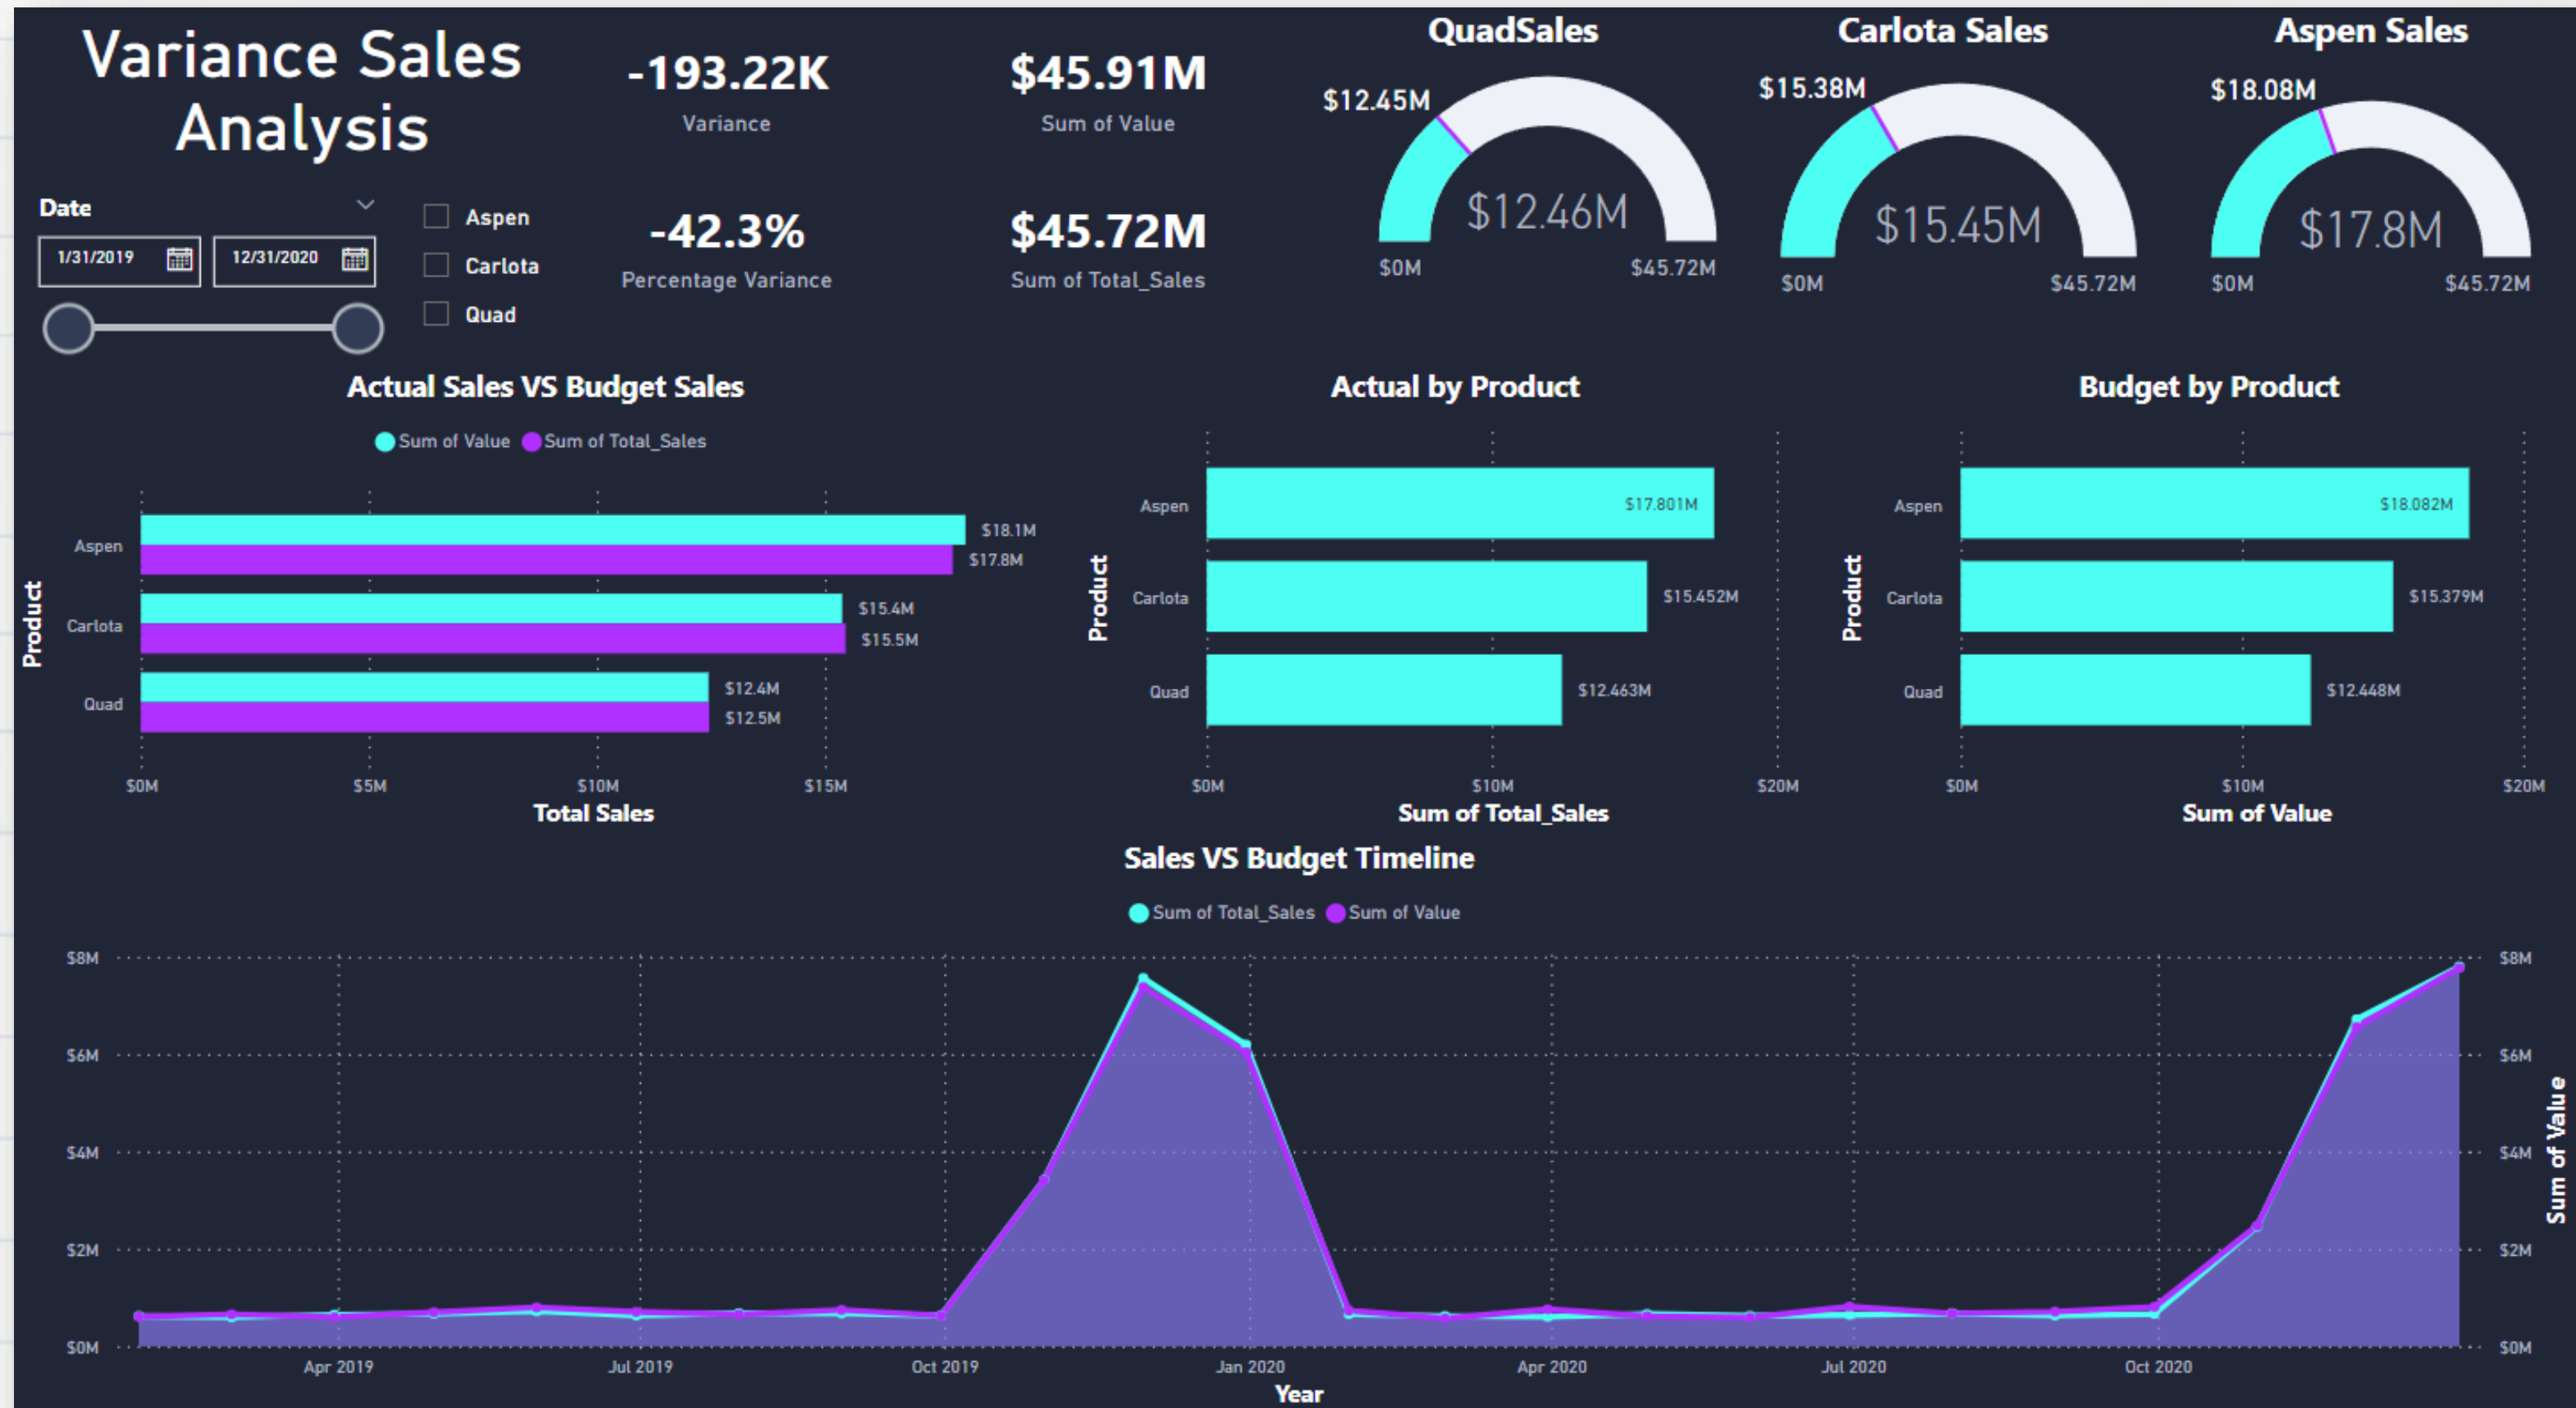 Variance Sales
Analysis
-193.22K
Variance
$45.91M
Sum of Value
-42.3%
Percentage Variance
$45.72M
Sum of Total_Sales
Date
1/31/2019
12/31/2020
Aspen
Carlota
Quad
QuadSales
$12.45M
$12.46M
$0M
$45.72M
Carlota Sales
$15.38M
$15.45M
$0M
$45.72M
Aspen Sales
$18.08M
$17.8M
$0M
$45.72M
Actual Sales VS Budget Sales
Sum of Value
Sum of Total_Sales
Product
Aspen
$18.1M
$17.8M
Carlota
$15.4M
$15.5M
Quad
$12.4M
$12.5M
$0M
$5M
$10M
$15M
Total Sales
Actual by Product
Product
Aspen
$17.801M
Carlota
$15.452M
Quad
$12.463M
$0M
$10M
$20M
Sum of Total_Sales
Budget by Product
Product
Aspen
$18.082M
Carlota
$15.379M
Quad
$12.448M
$0M
$10M
$20M
Sum of Value
Sales VS Budget Timeline
Sum of Total_Sales
Sum of Value
$8M
$6M
$4M
$2M
$0M
$8M
$6M
$4M
$2M
$0M
Sum of Value
Apr 2019
Jul 2019
Oct 2019
Jan 2020
Apr 2020
Jul 2020
Oct 2020
Year